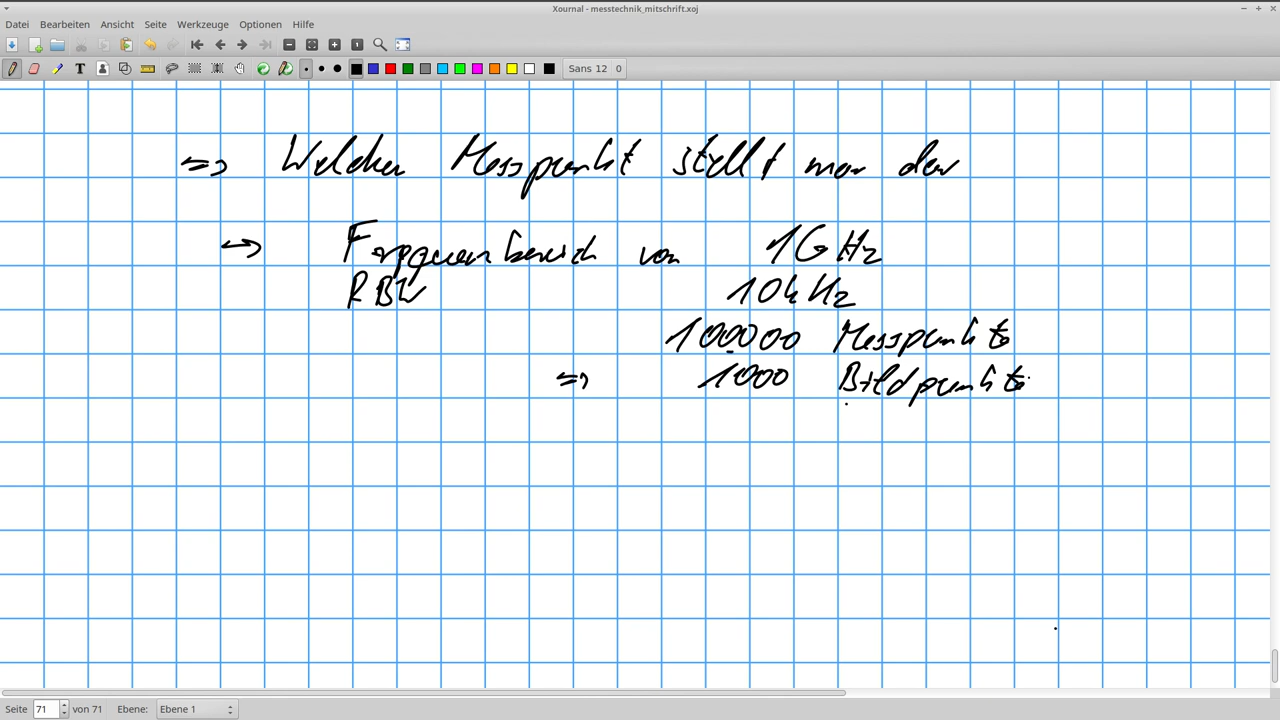 Xournal - messtechnik_mitschrift.xoj
Datei Bearbeiten Ansicht Seite Werkzeuge Optionen Hilfe
Sans 12 0
=> Welchen Messpunkt stellt man dar
↔ Frequenbereich von 1GHz
RBW 10kHz
100000 Messpunkte
=> 1000 Bildpunkte
Seite 71 von 71 Ebene: Ebene 1